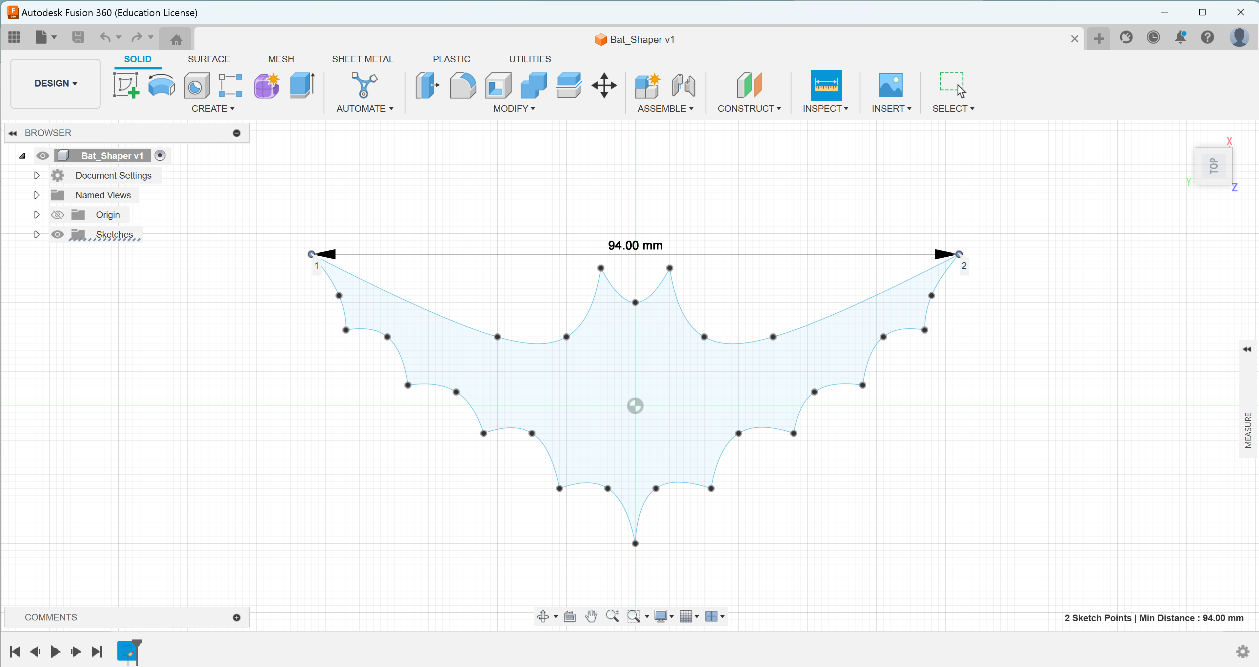 Autodesk Fusion 360 (Education License)
Bat_Shaper v1
DESIGN
SOLID SURFACE MESH SHEET METAL PLASTIC UTILITIES
CREATE AUTOMATE MODIFY ASSEMBLE CONSTRUCT INSPECT INSERT SELECT
BROWSER
Bat_Shaper v1
Document Settings
Named Views
Origin
Sketches
X
TOP
Y
Z
94.00 mm
1
2
MEASURE
COMMENTS
2 Sketch Points | Min Distance : 94.00 mm